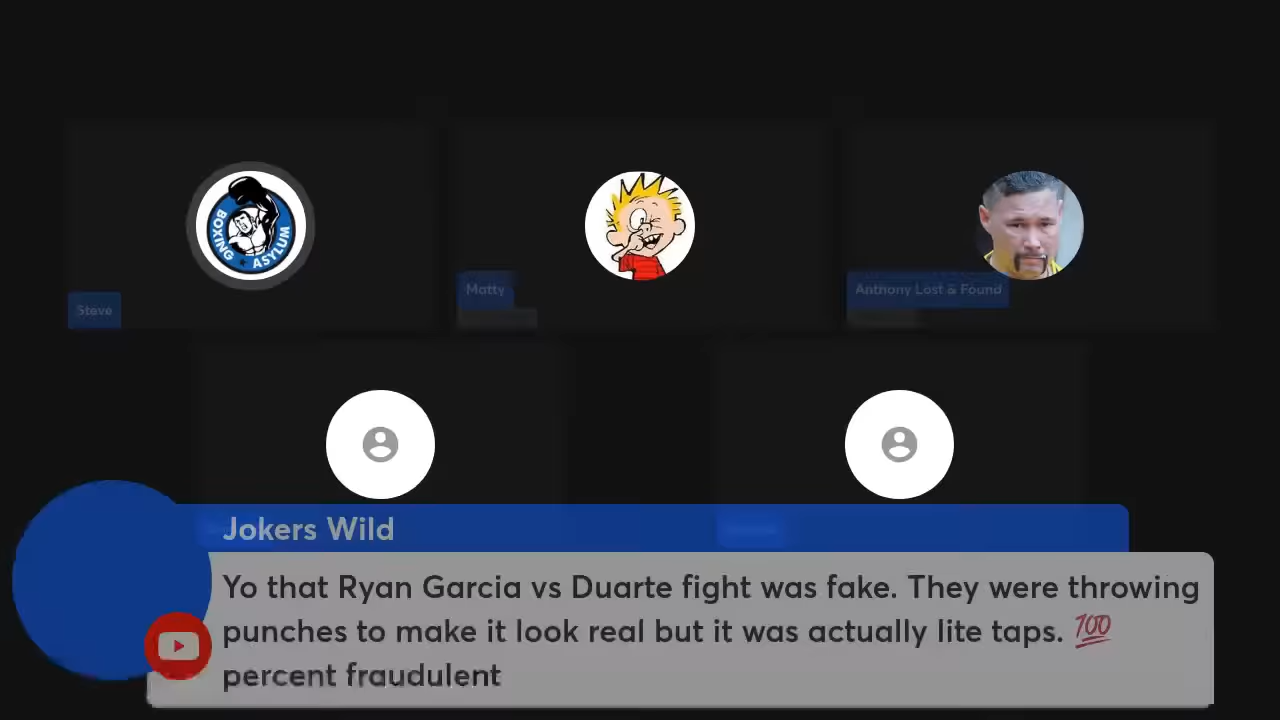 BOXING ASYLUM
Steve
Matty
Anthony Lost & Found
Jokers Wild
Yo that Ryan Garcia vs Duarte fight was fake. They were throwing
punches to make it look real but it was actually lite taps. 💯
percent fraudulent